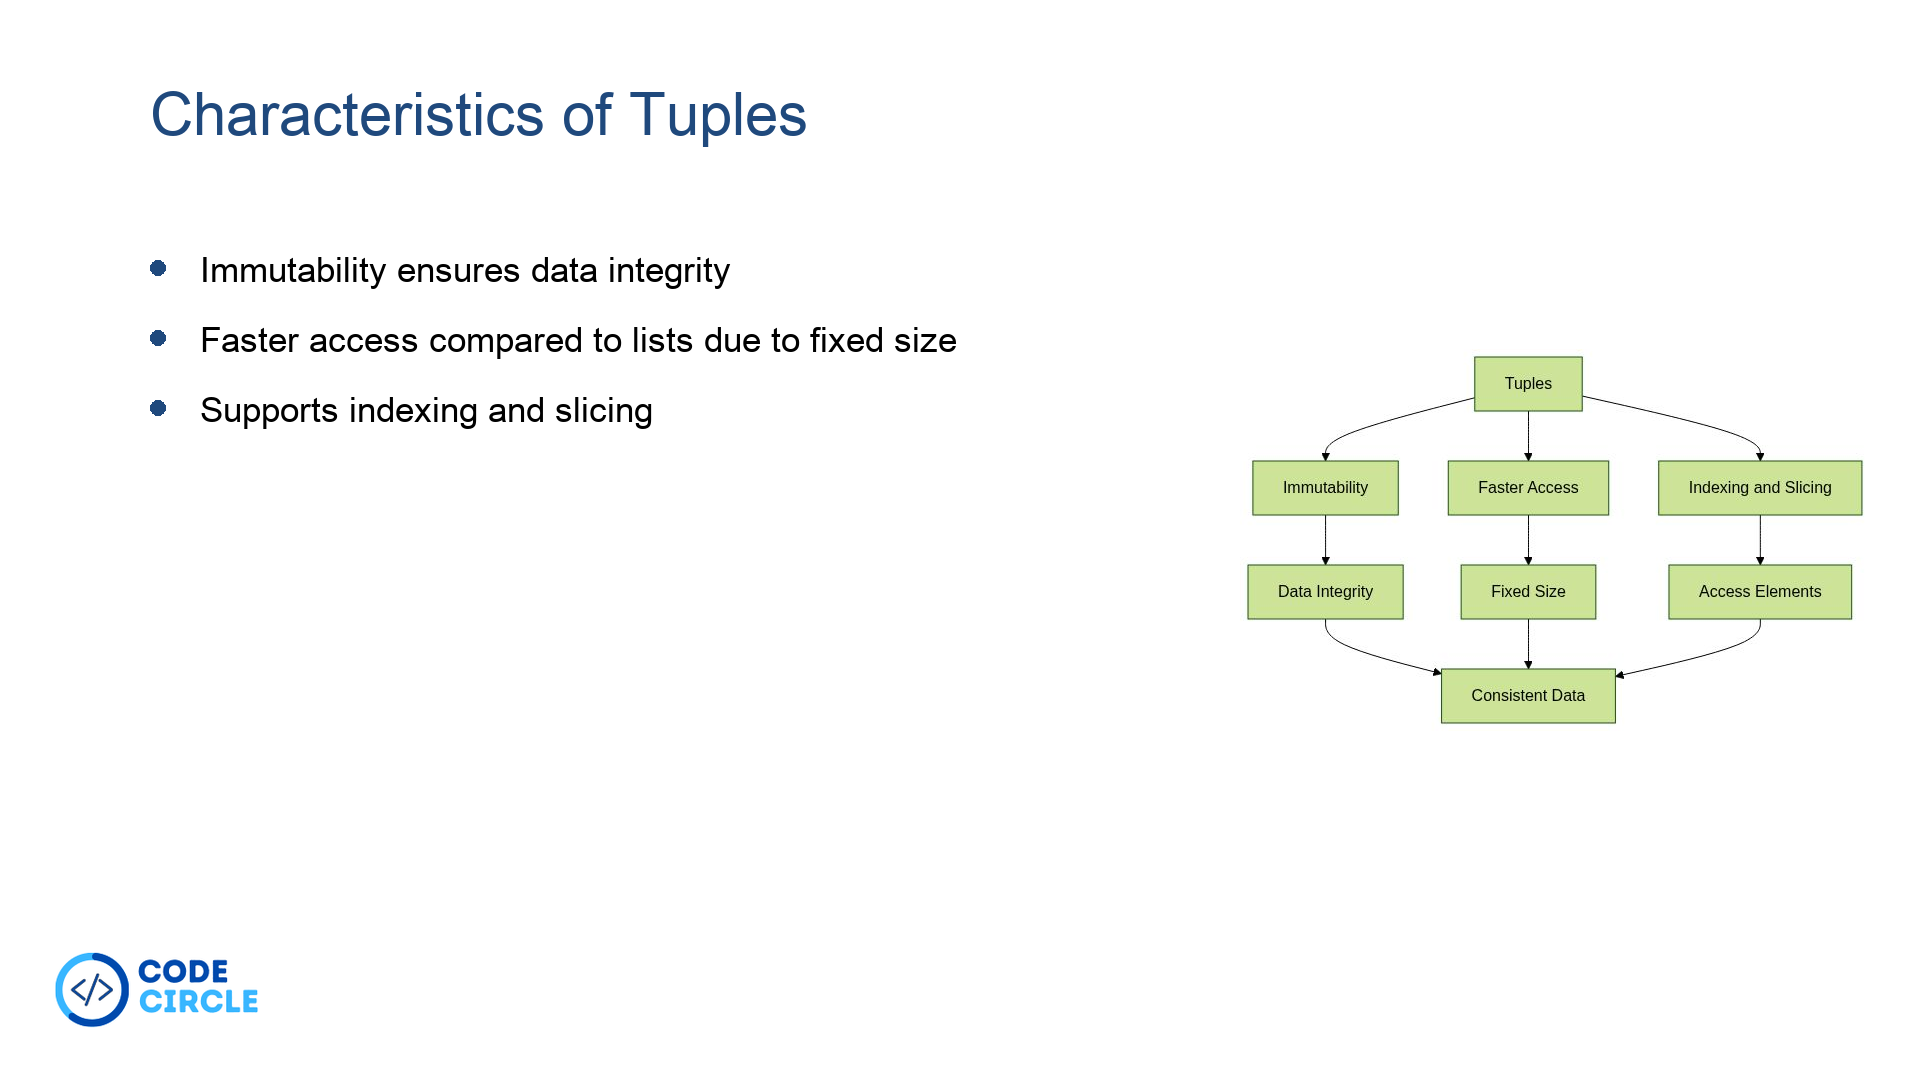 Characteristics of Tuples
Immutability ensures data integrity
Faster access compared to lists due to fixed size
Supports indexing and slicing
Tuples
Immutability
Faster Access
Indexing and Slicing
Data Integrity
Fixed Size
Access Elements
Consistent Data
</>
CODE
CIRCLE